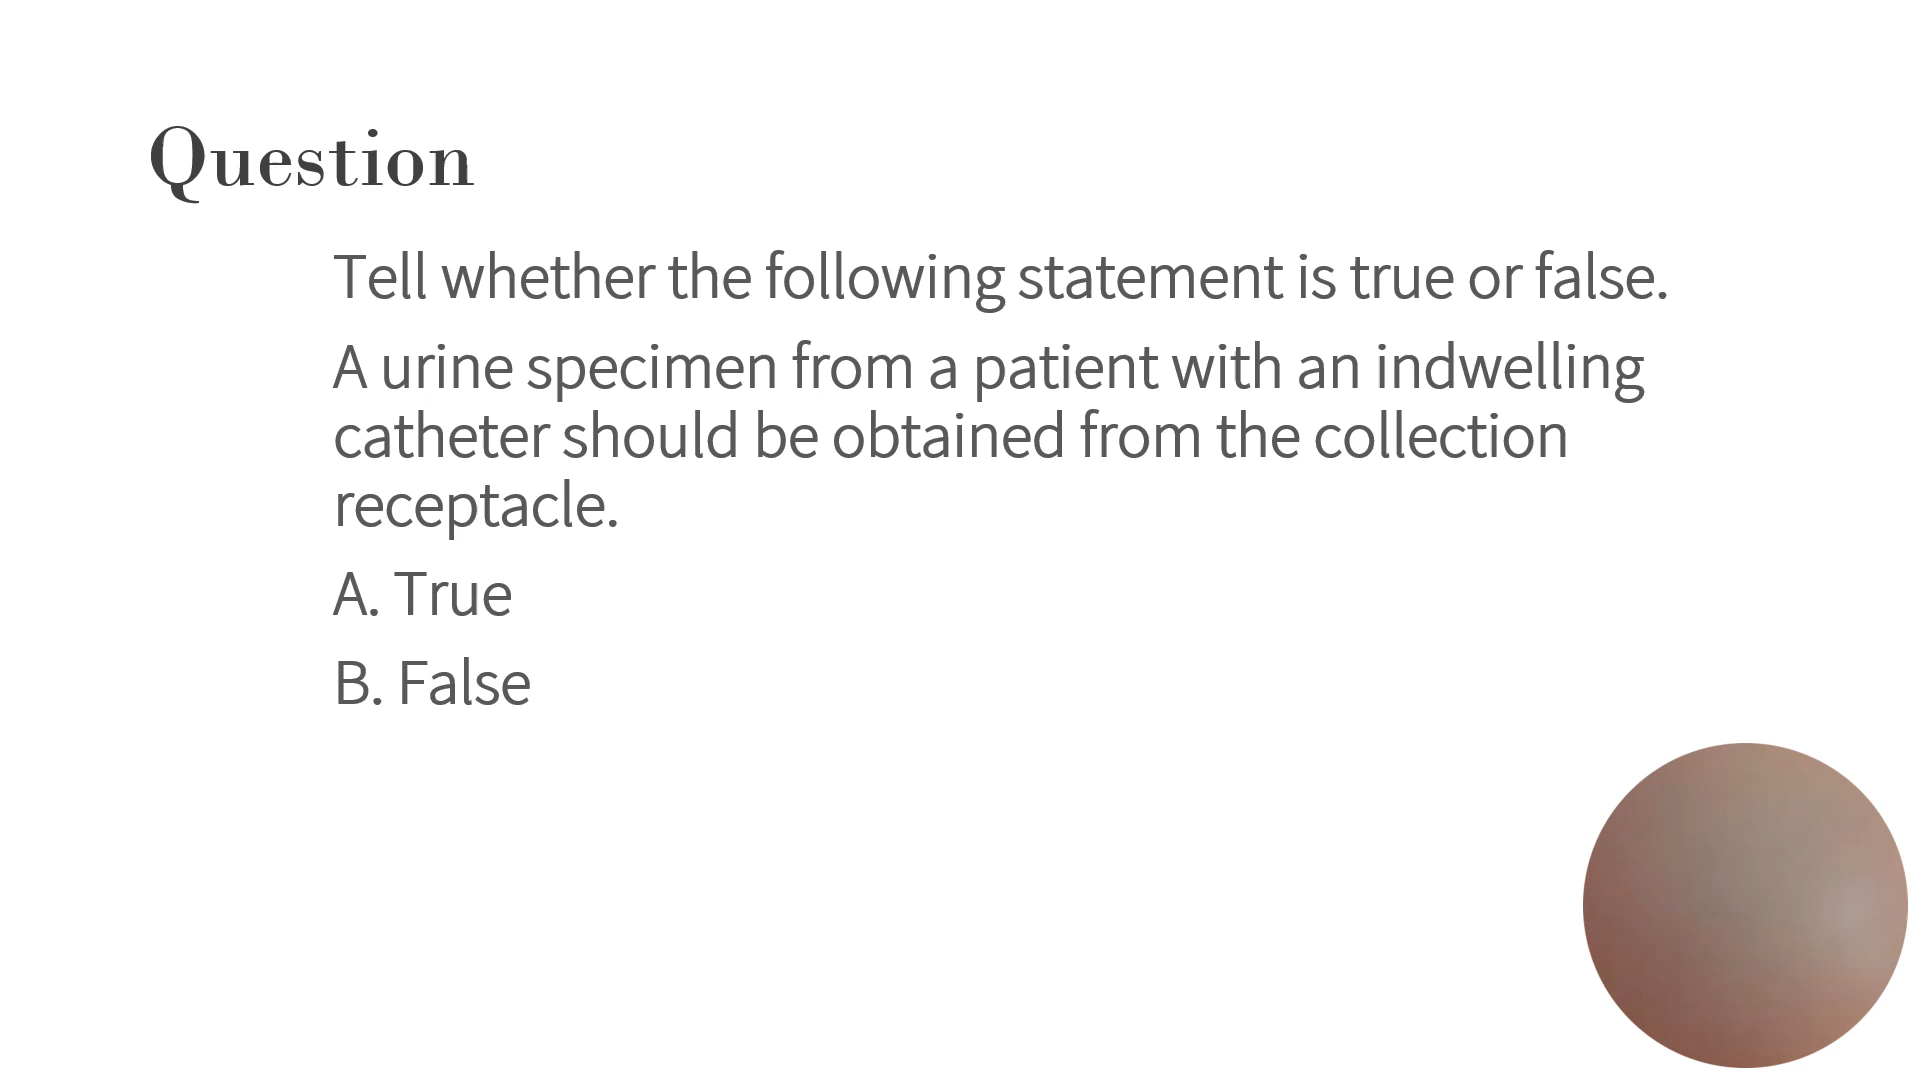 Question
Tell whether the following statement is true or false.
A urine specimen from a patient with an indwelling
catheter should be obtained from the collection
receptacle.
A. True
B. False